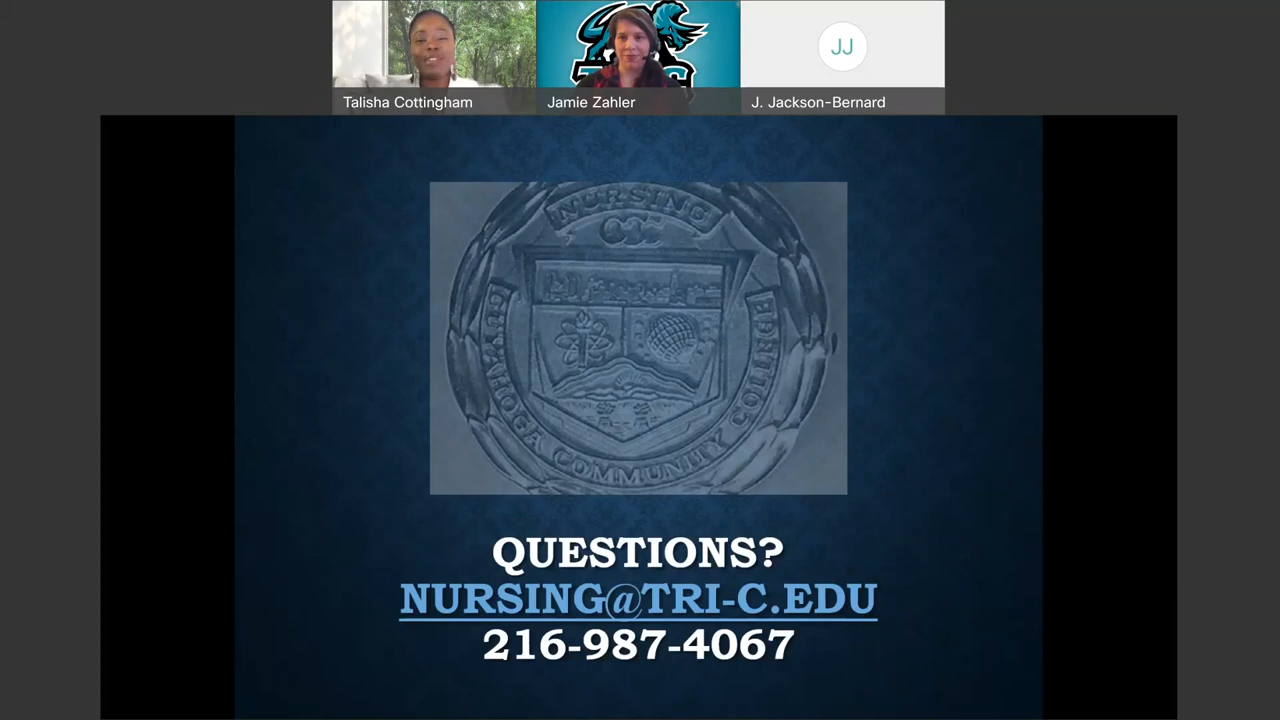 Talisha Cottingham
Jamie Zahler
JJ
J. Jackson-Bernard
NURSING
CUYAHOGA COMMUNITY COLLEGE
QUESTIONS?
NURSING@TRI-C.EDU
216-987-4067